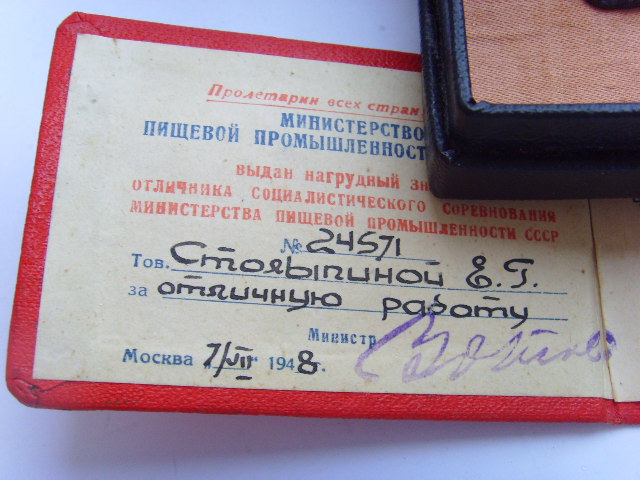 Пролетарии всех стран
МИНИСТЕРСТВО
ПИЩЕВОЙ ПРОМЫШЛЕННОСТ
ВЫДАН НАГРУДНЫЙ ЗН
ОТЛИЧНИКА СОЦИАЛИСТИЧЕСКОГО СОРЕВНОВАНИЯ
МИНИСТЕРСТВА ПИЩЕВОЙ ПРОМЫШЛЕННОСТИ СССР
№ 24571
Тов. Столыпиной Е.Г.
за отличную работу
Министр
Москва 7/VII 1948 г.